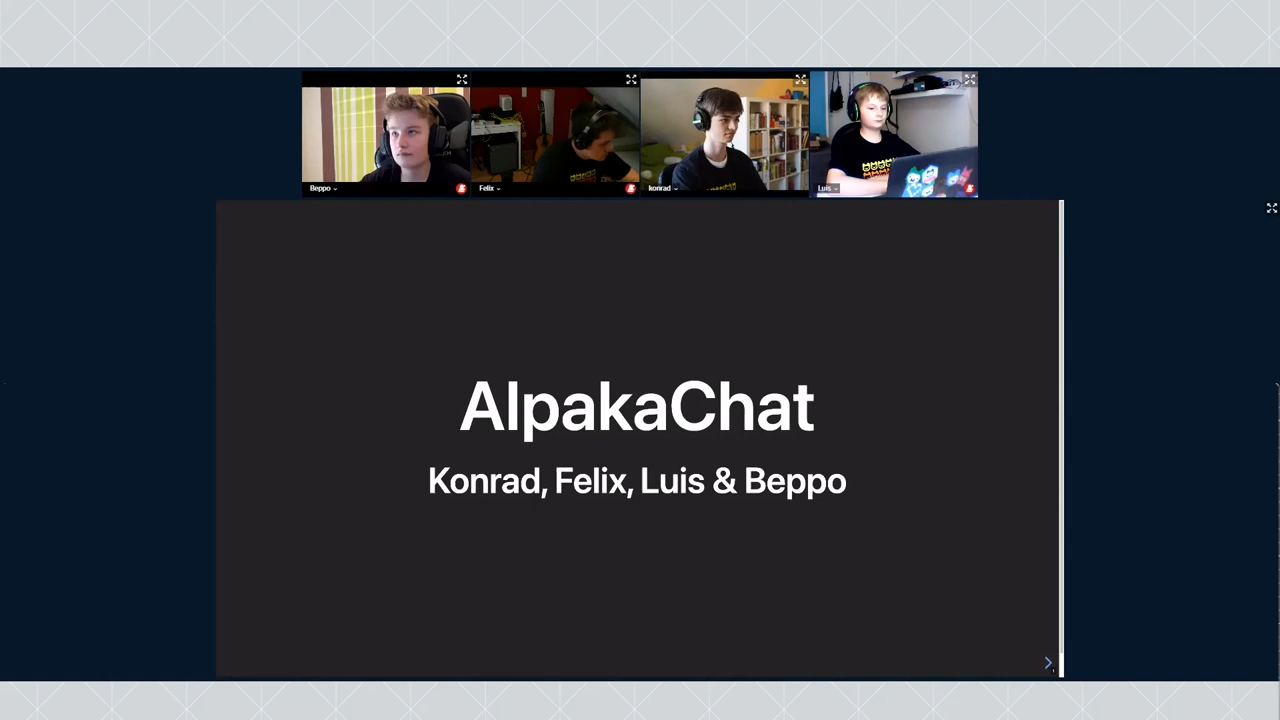 Beppo
Felix
konrad
Luis
AlpakaChat
Konrad, Felix, Luis & Beppo